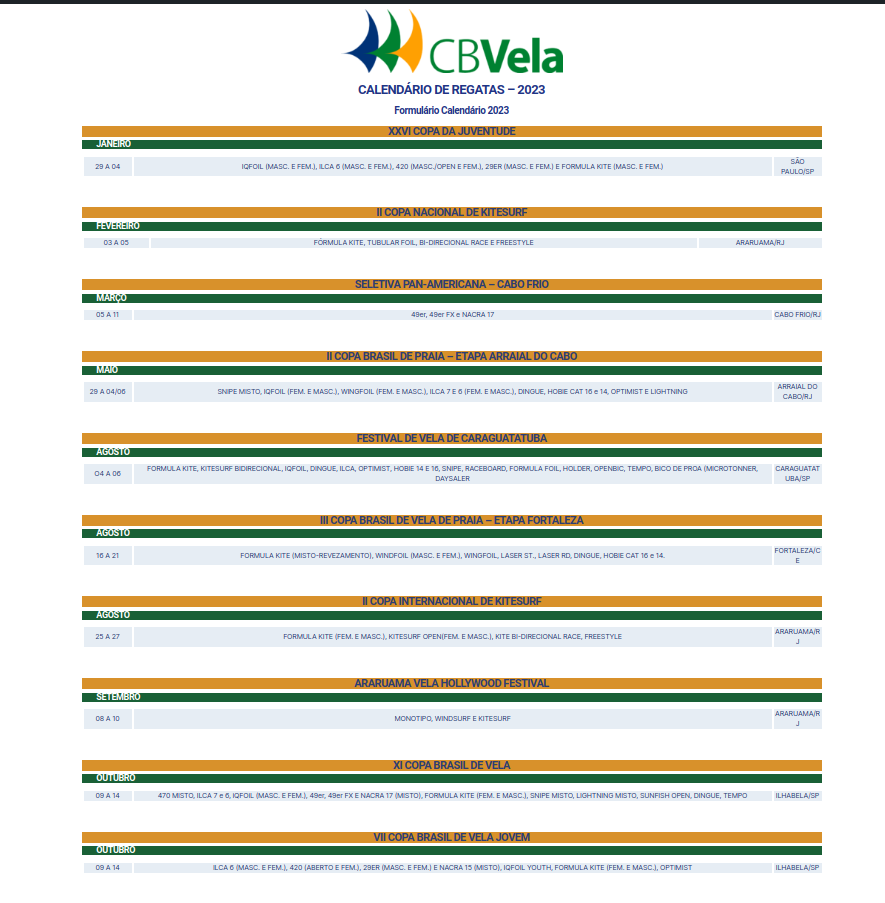 CBVela
CALENDÁRIO DE REGATAS – 2023
Formulário Calendário 2023
XXVI COPA DA JUVENTUDE
JANEIRO
29 A 04 IQFOIL (MASC. E FEM.), ILCA 6 (MASC. E FEM.), 420 (MASC./OPEN E FEM.), 29ER (MASC. E FEM.) E FORMULA KITE (MASC. E FEM.) SÃO
PAULO/SP
II COPA NACIONAL DE KITESURF
FEVEREIRO
03 A 05 FÓRMULA KITE, TUBULAR FOIL, BI-DIRECIONAL RACE E FREESTYLE ARARUAMA/RJ
SELETIVA PAN-AMERICANA – CABO FRIO
MARÇO
05 A 11 49er, 49er FX e NACRA 17 CABO FRIO/RJ
II COPA BRASIL DE PRAIA – ETAPA ARRAIAL DO CABO
MAIO
29 A 04/06 SNIPE MISTO, IQFOIL (FEM. E MASC.), WINGFOIL (FEM. E MASC.), ILCA 7 E 6 (FEM. E MASC.), DINGUE, HOBIE CAT 16 e 14, OPTIMIST E LIGHTNING ARRAIAL DO
CABO/RJ
FESTIVAL DE VELA DE CARAGUATATUBA
AGOSTO
O4 A 06 FORMULA KITE, KITESURF BIDIRECIONAL, IQFOIL, DINGUE, ILCA, OPTIMIST, HOBIE 14 E 16, SNIPE, RACEBOARD, FORMULA FOIL, HOLDER, OPENBIC, TEMPO, BICO DE PROA (MICROTONNER, CARAGUATAT
DAYSALER UBA/SP
III COPA BRASIL DE VELA DE PRAIA – ETAPA FORTALEZA
AGOSTO
16 A 21 FORMULA KITE (MISTO-REVEZAMENTO), WINDFOIL (MASC. E FEM.), WINGFOIL, LASER ST., LASER RD, DINGUE, HOBIE CAT 16 e 14. FORTALEZA/C
E
II COPA INTERNACIONAL DE KITESURF
AGOSTO
25 A 27 FORMULA KITE (FEM. E MASC.), KITESURF OPEN(FEM. E MASC.), KITE BI-DIRECIONAL RACE, FREESTYLE ARARUAMA/R
J
ARARUAMA VELA HOLLYWOOD FESTIVAL
SETEMBRO
08 A 10 MONOTIPO, WINDSURF E KITESURF ARARUAMA/R
J
XI COPA BRASIL DE VELA
OUTUBRO
09 A 14 470 MISTO, ILCA 7 e 6, IQFOIL (MASC. E FEM.), 49er, 49er FX E NACRA 17 (MISTO), FORMULA KITE (FEM. E MASC.), SNIPE MISTO, LIGHTNING MISTO, SUNFISH OPEN, DINGUE, TEMPO ILHABELA/SP
VII COPA BRASIL DE VELA JOVEM
OUTUBRO
09 A 14 ILCA 6 (MASC. E FEM.), 420 (ABERTO E FEM.), 29ER (MASC. E FEM.) E NACRA 15 (MISTO), IQFOIL YOUTH, FORMULA KITE (FEM. E MASC.), OPTIMIST ILHABELA/SP